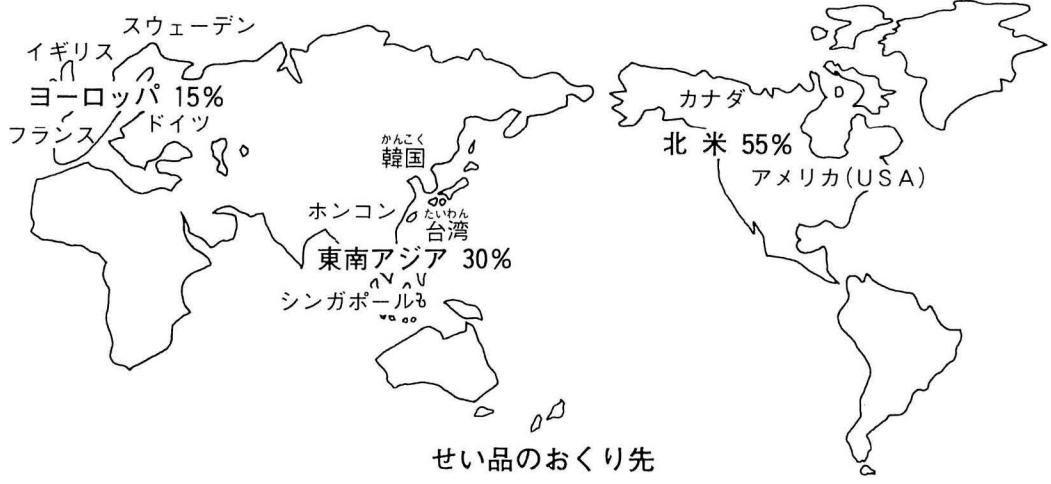 スウェーデン
イギリス
ヨーロッパ 15%
フランス
ドイツ
かんこく
韓国
ホンコン
たいわん
台湾
東南アジア 30%
シンガポール
カナダ
北米 55%
アメリカ(USA)
せい品のおくり先